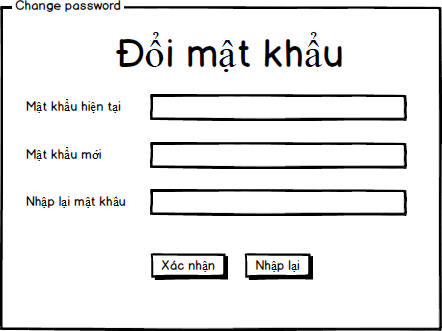 Change password
Đổi mật khẩu
Mật khẩu hiện tại
Mật khẩu mới
Nhập lại mật khâu
Xác nhận
Nhập lại